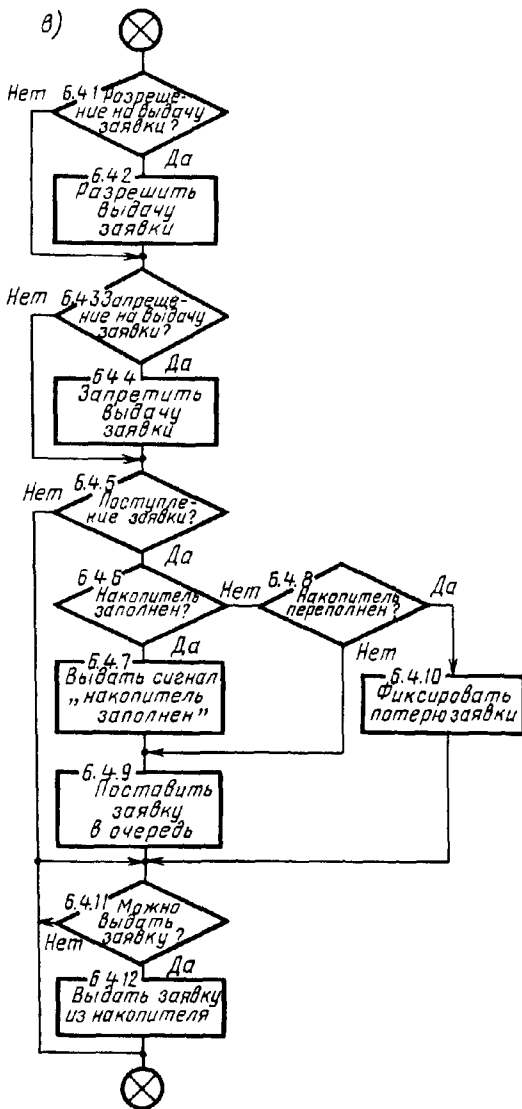 в)
6.4.1 Разреше-
Нет
ние на выдачу
заявки?
Да
6.4.2
Разрешить
выдачу
заявки
6.4.3 Запреще-
Нет
ние на выдачу
заявки?
Да
6.4.4
Запретить
выдачу
заявки
6.4.5
Нет
Поступле-
ние заявки?
Да
6.4.6
Накопитель
заполнен?
Нет
Да
6.4.8
Накопитель
переполнен?
Да
Нет
6.4.7
Выдать сигнал
„накопитель
заполнен"
6.4.10
Фиксировать
потерю заявки
6.4.9
Поставить
заявку
в очередь
6.4.11 Можно
выдать
заявку?
Нет
Да
6.4.12
Выдать заявку
из накопителя